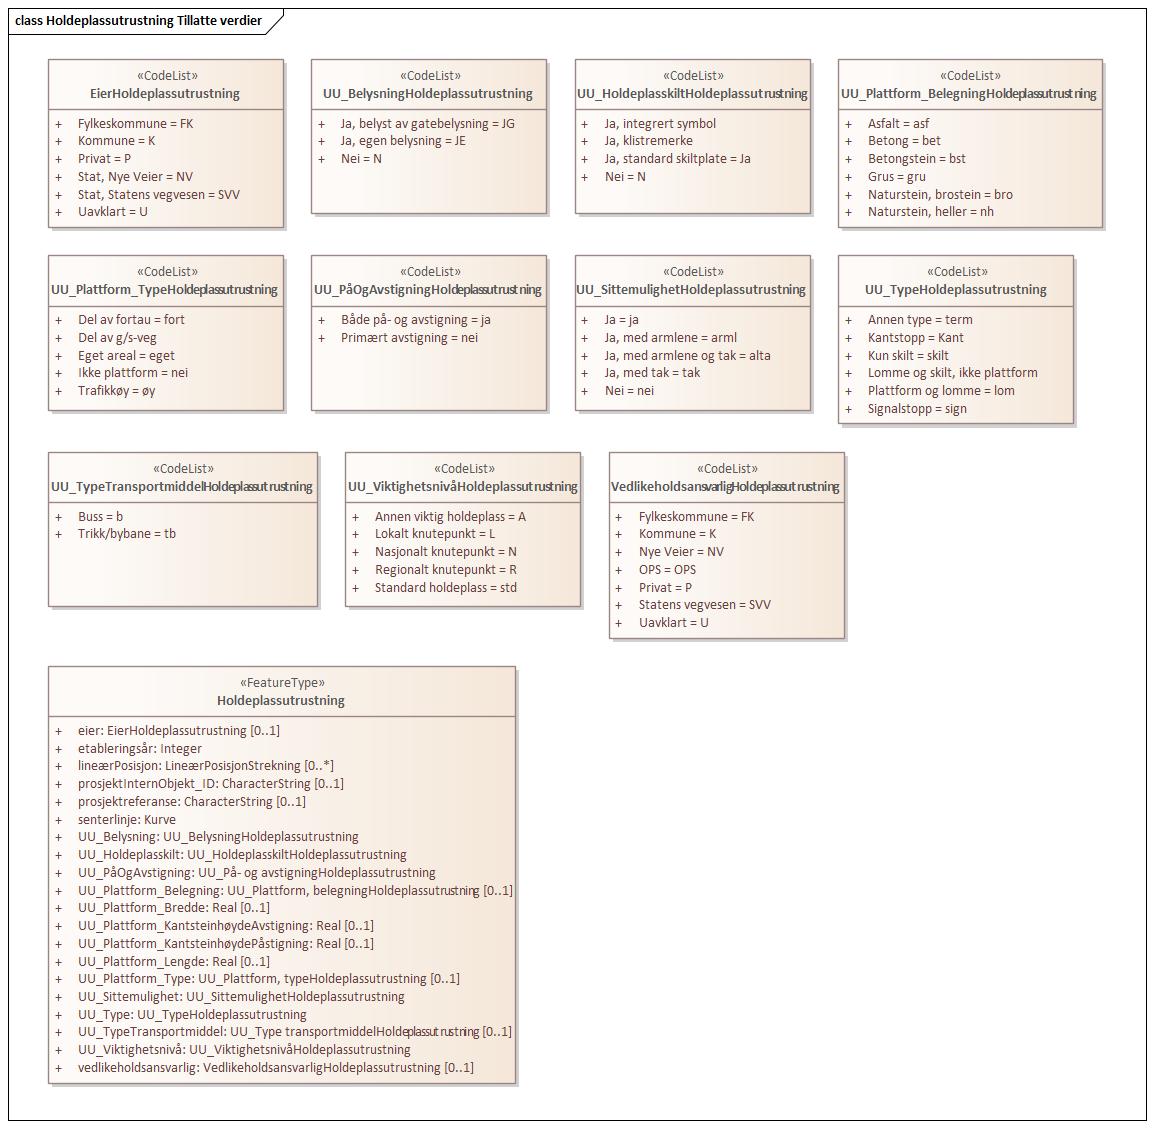 class Holdeplassutrustning Tillatte verdier
«CodeList»
EierHoldeplassutrustning
+ Fylkeskommune = FK
+ Kommune = K
+ Privat = P
+ Stat, Nye Veier = NV
+ Stat, Statens vegvesen = SVV
+ Uavklart = U
«CodeList»
UU_BelysningHoldeplassutrustning
+ Ja, belyst av gatebelysning = JG
+ Ja, egen belysning = JE
+ Nei = N
«CodeList»
UU_HoldeplasskiltHoldeplassutrustning
+ Ja, integrert symbol
+ Ja, klistremerke
+ Ja, standard skiltplate = Ja
+ Nei = N
«CodeList»
UU_Plattform_BelegningHoldeplassutrustning
+ Asfalt = asf
+ Betong = bet
+ Betongstein = bst
+ Grus = gru
+ Naturstein, brostein = bro
+ Naturstein, heller = nh
«CodeList»
UU_Plattform_TypeHoldeplassutrustning
+ Del av fortau = fort
+ Del av g/s-veg
+ Eget areal = eget
+ Ikke plattform = nei
+ Trafikkøy = øy
«CodeList»
UU_PåOgAvstigningHoldeplassutrustning
+ Både på- og avstigning = ja
+ Primært avstigning = nei
«CodeList»
UU_SittemulighetHoldeplassutrustning
+ Ja = ja
+ Ja, med armlene = arml
+ Ja, med armlene og tak = alta
+ Ja, med tak = tak
+ Nei = nei
«CodeList»
UU_TypeHoldeplassutrustning
+ Annen type = term
+ Kantstopp = Kant
+ Kun skilt = skilt
+ Lomme og skilt, ikke plattform
+ Plattform og lomme = lom
+ Signalstopp = sign
«CodeList»
UU_TypeTransportmiddelHoldeplassutrustning
+ Buss = b
+ Trikk/bybane = tb
«CodeList»
UU_ViktighetsnivåHoldeplassutrustning
+ Annen viktig holdeplass = A
+ Lokalt knutepunkt = L
+ Nasjonalt knutepunkt = N
+ Regionalt knutepunkt = R
+ Standard holdeplass = std
«CodeList»
VedlikeholdsansvarligHoldeplassutrustning
+ Fylkeskommune = FK
+ Kommune = K
+ Nye Veier = NV
+ OPS = OPS
+ Privat = P
+ Statens vegvesen = SVV
+ Uavklart = U
«FeatureType»
Holdeplassutrustning
+ eier: EierHoldeplassutrustning [0..1]
+ etableringsår: Integer
+ lineærPosisjon: LineærPosisjonStrekning [0..*]
+ prosjektInternObjekt_ID: CharacterString [0..1]
+ prosjektreferanse: CharacterString [0..1]
+ senterlinje: Kurve
+ UU_Belysning: UU_BelysningHoldeplassutrustning
+ UU_Holdeplasskilt: UU_HoldeplasskiltHoldeplassutrustning
+ UU_PåOgAvstigning: UU_På- og avstigningHoldeplassutrustning
+ UU_Plattform_Belegning: UU_Plattform, belegningHoldeplassutrustning [0..1]
+ UU_Plattform_Bredde: Real [0..1]
+ UU_Plattform_KantsteinhøydeAvstigning: Real [0..1]
+ UU_Plattform_KantsteinhøydePåstigning: Real [0..1]
+ UU_Plattform_Lengde: Real [0..1]
+ UU_Plattform_Type: UU_Plattform, typeHoldeplassutrustning [0..1]
+ UU_Sittemulighet: UU_SittemulighetHoldeplassutrustning
+ UU_Type: UU_TypeHoldeplassutrustning
+ UU_TypeTransportmiddel: UU_Type transportmiddelHoldeplassutrustning [0..1]
+ UU_Viktighetsnivå: UU_ViktighetsnivåHoldeplassutrustning
+ vedlikeholdsansvarlig: VedlikeholdsansvarligHoldeplassutrustning [0..1]